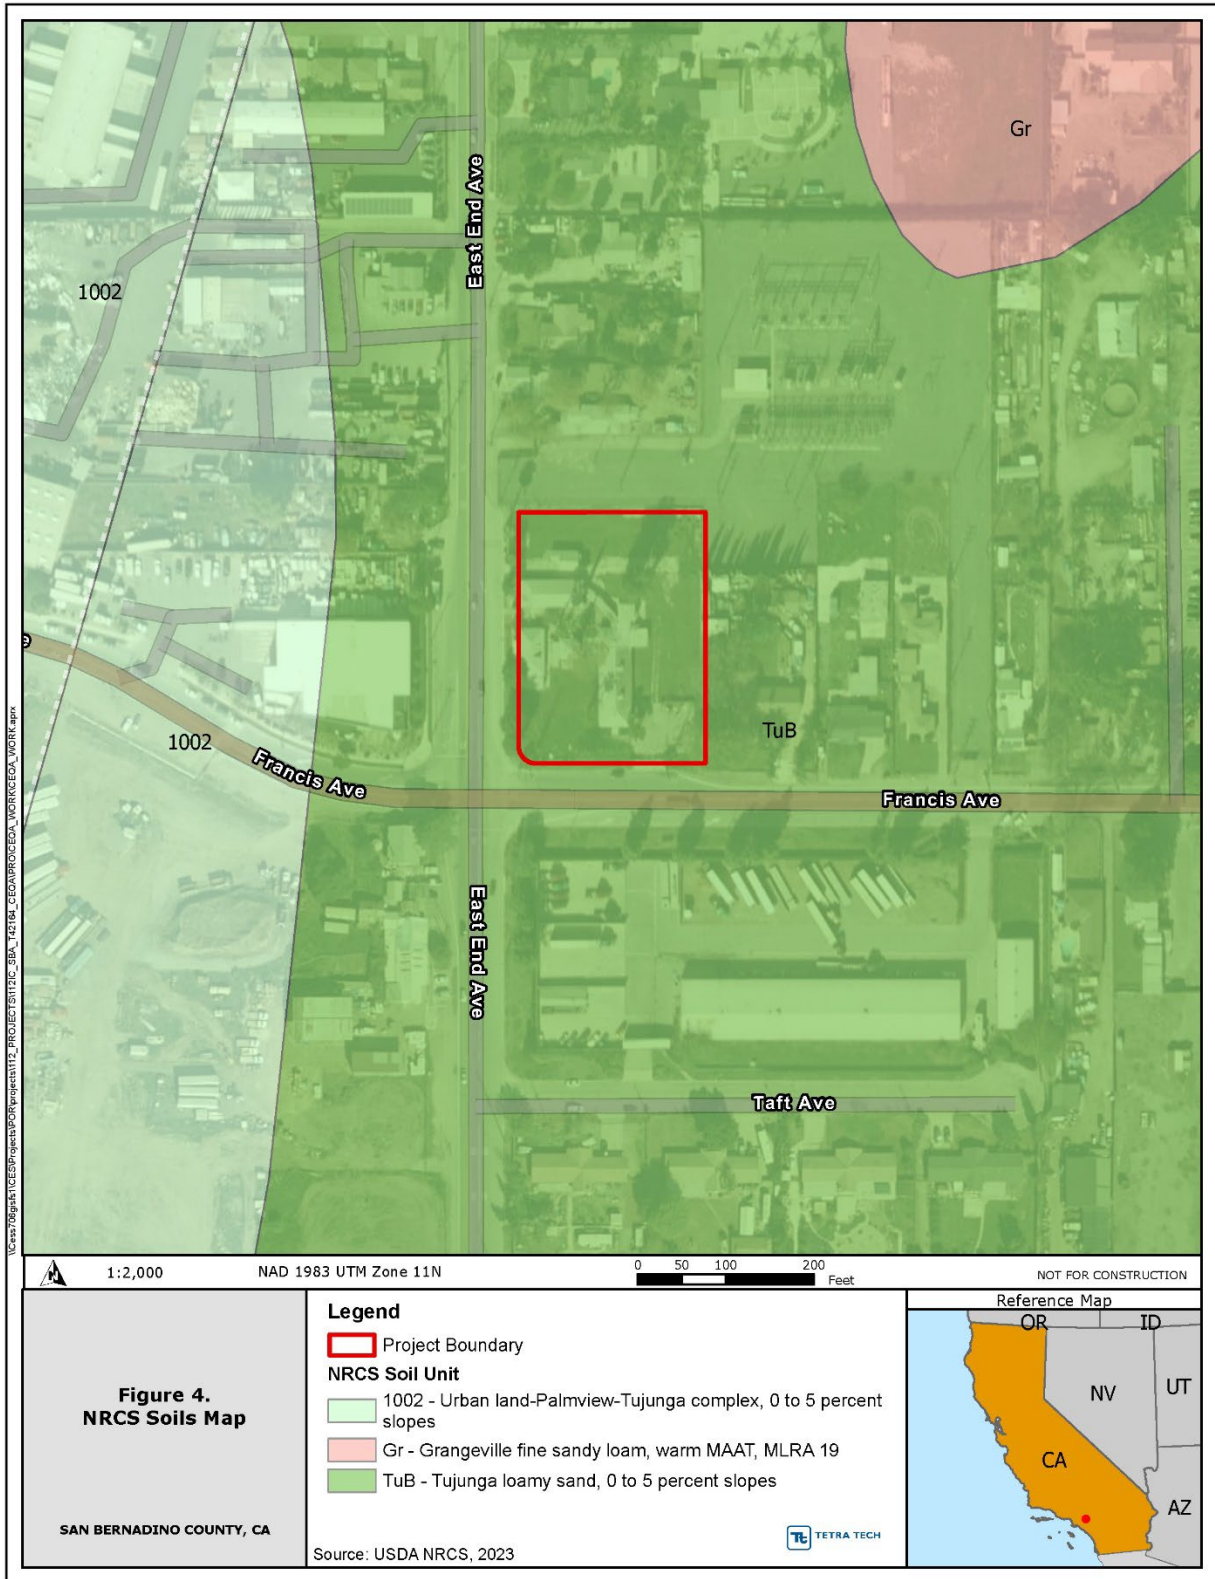 Gr
East End Ave
1002
TuB
1002
Francis Ave
Francis Ave
East End Ave
Taft Ave
e
1:2,000
NAD 1983 UTM Zone 11N
0 50 100 200
Feet
NOT FOR CONSTRUCTION
Figure 4.
NRCS Soils Map
SAN BERNADINO COUNTY, CA
Legend
Project Boundary
NRCS Soil Unit
1002 - Urban land-Palmview-Tujunga complex, 0 to 5 percent
slopes
Gr - Grangeville fine sandy loam, warm MAAT, MLRA 19
TuB - Tujunga loamy sand, 0 to 5 percent slopes
Source: USDA NRCS, 2023
Tt TETRA TECH
Reference Map
OR
ID
NV
UT
CA
AZ